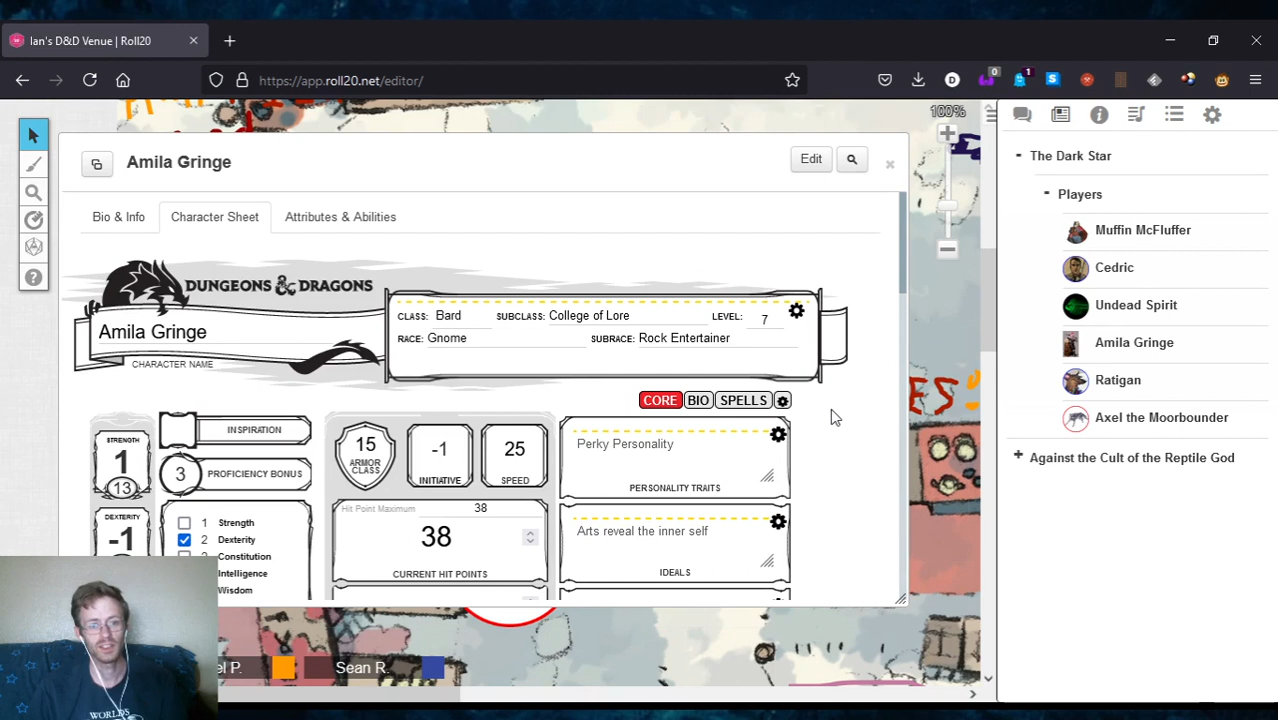 Ian's D&D Venue | Roll20
https://app.roll20.net/editor/
0
1
100%
Amila Gringe
Edit
Bio & Info
Character Sheet
Attributes & Abilities
DUNGEONS & DRAGONS
Amila Gringe
CHARACTER NAME
CLASS: Bard SUBCLASS: College of Lore LEVEL: 7
RACE: Gnome SUBRACE: Rock Entertainer
CORE BIO SPELLS
STRENGTH
1
13
DEXTERITY
-1
INSPIRATION
3 PROFICIENCY BONUS
1 Strength
2 Dexterity
Constitution
Intelligence
Wisdom
15
ARMOR CLASS
-1
INITIATIVE
25
SPEED
Hit Point Maximum 38
38
CURRENT HIT POINTS
Perky Personality
PERSONALITY TRAITS
Arts reveal the inner self
IDEALS
The Dark Star
Players
Muffin McFluffer
Cedric
Undead Spirit
Amila Gringe
Ratigan
Axel the Moorbounder
Against the Cult of the Reptile God
el P.
Sean R.
WORLDS